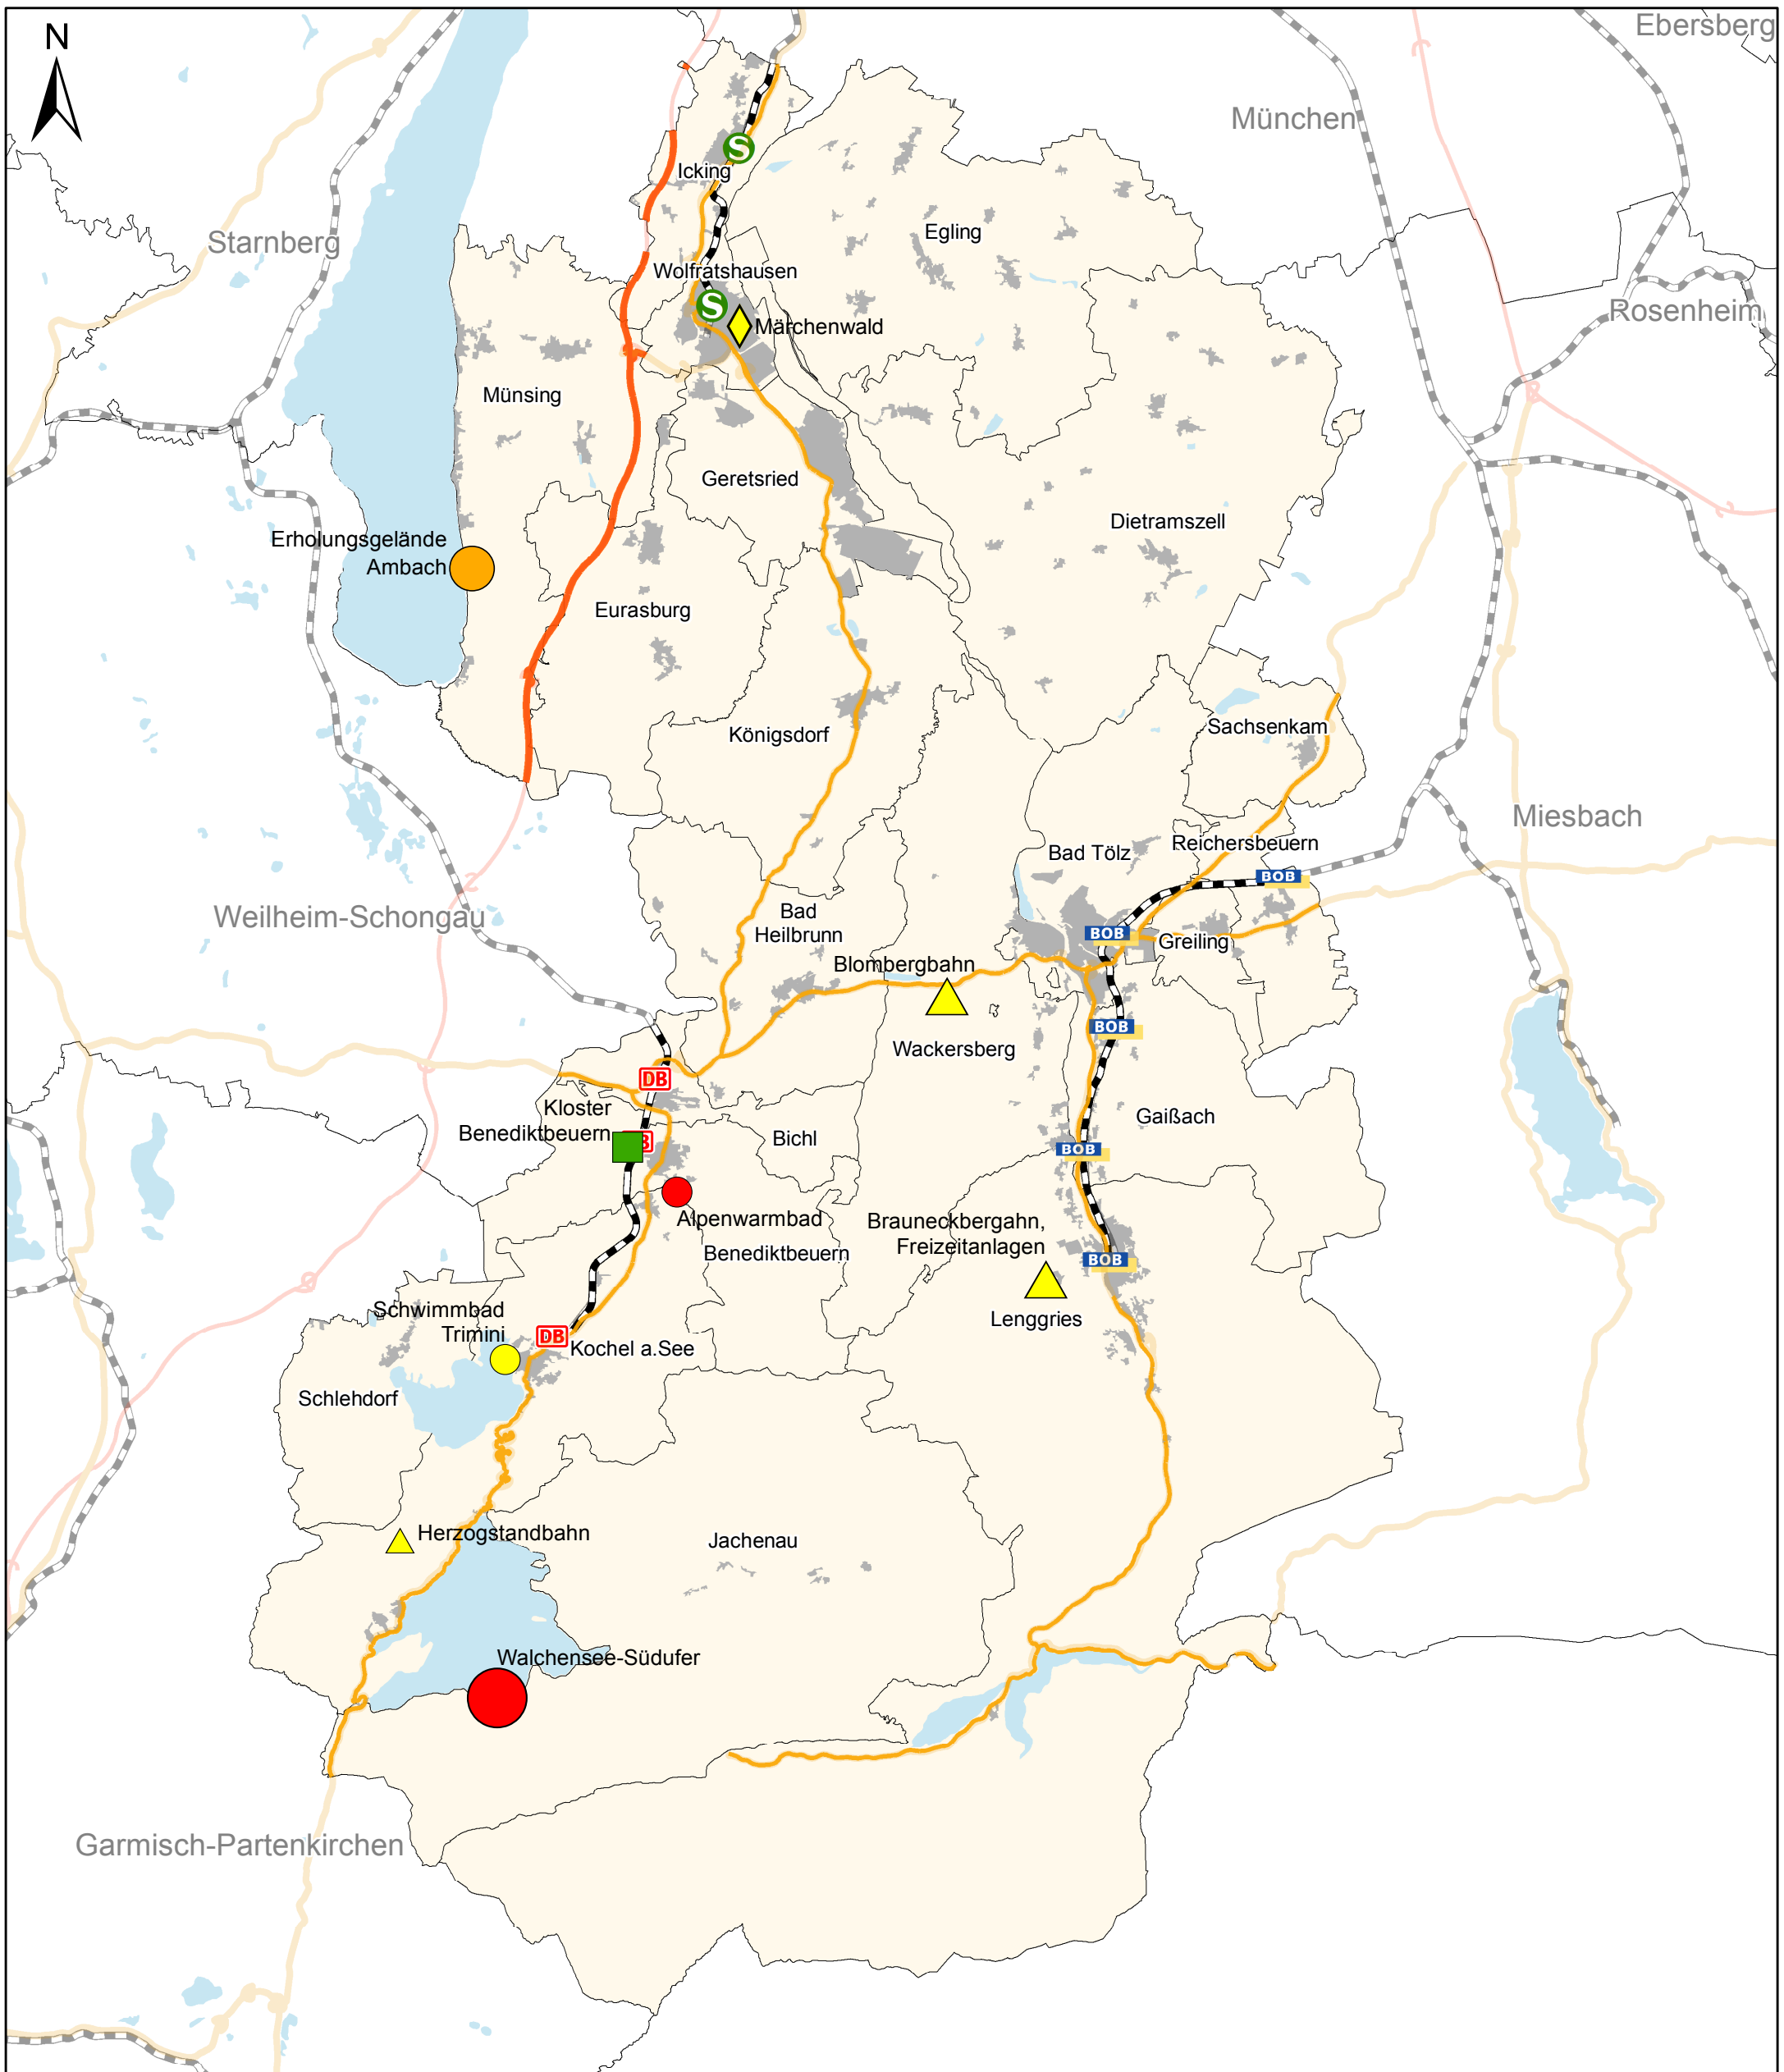 N
Ebersberg
München
S
Icking
Starnberg
Egling
Wolfratshausen
S
Märchenwald
Rosenheim
Münsing
Geretsried
Dietramszell
Erholungsgelände
Ambach
Eurasburg
Königsdorf
Sachsenkam
Miesbach
Reichersbeuern
Bad Tölz
BOB
Weilheim-Schongau
Bad
Heilbrunn
BOB
Greiling
Blombergbahn
BOB
Wackersberg
DB
Kloster
Benediktbeuern
B
Bichl
Gaißach
BOB
Alpenwarmbad
Benediktbeuern
Brauneckbergahn,
Freizeitanlagen
BOB
Lenggries
Schwimmbad
Trimini
DB
Kochel a.See
Schlehdorf
Herzogstandbahn
Jachenau
Walchensee-Südufer
Garmisch-Partenkirchen